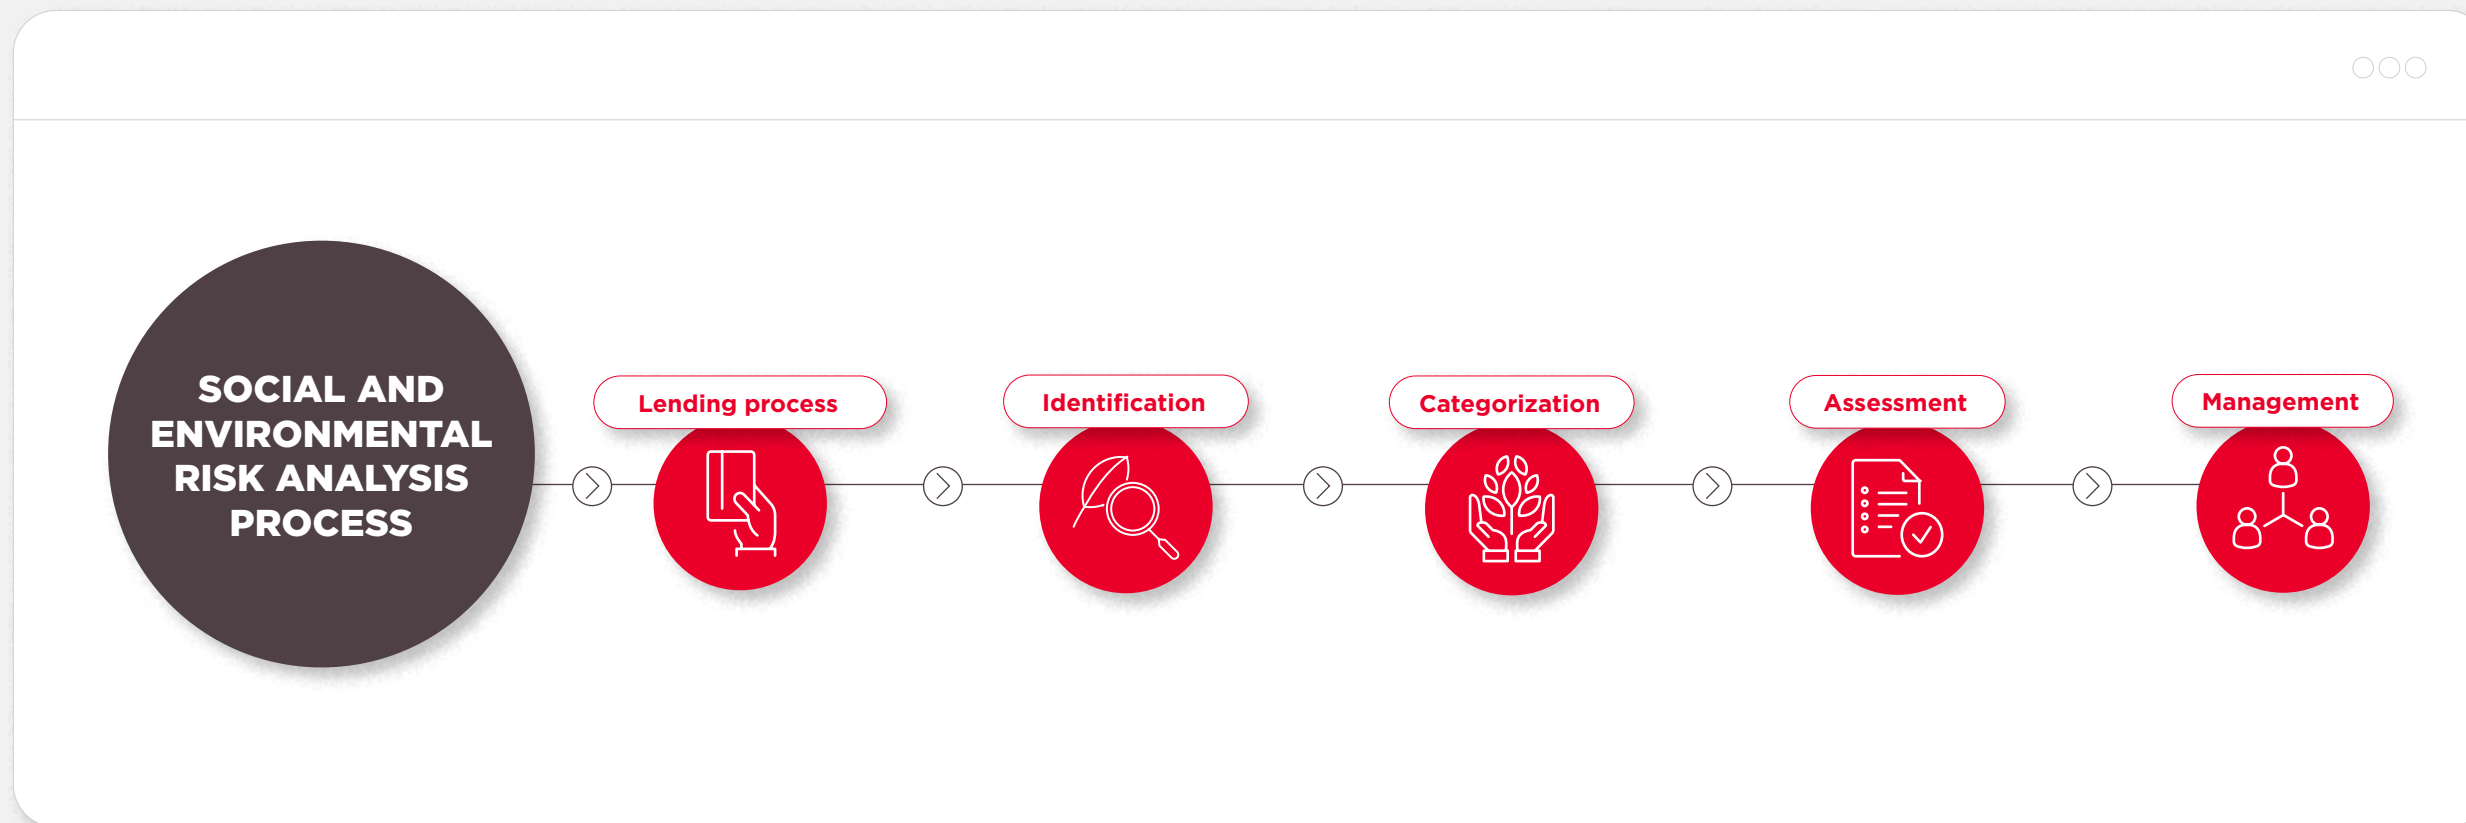 SOCIAL AND
ENVIRONMENTAL
RISK ANALYSIS
PROCESS
Lending process
Identification
Categorization
Assessment
Management